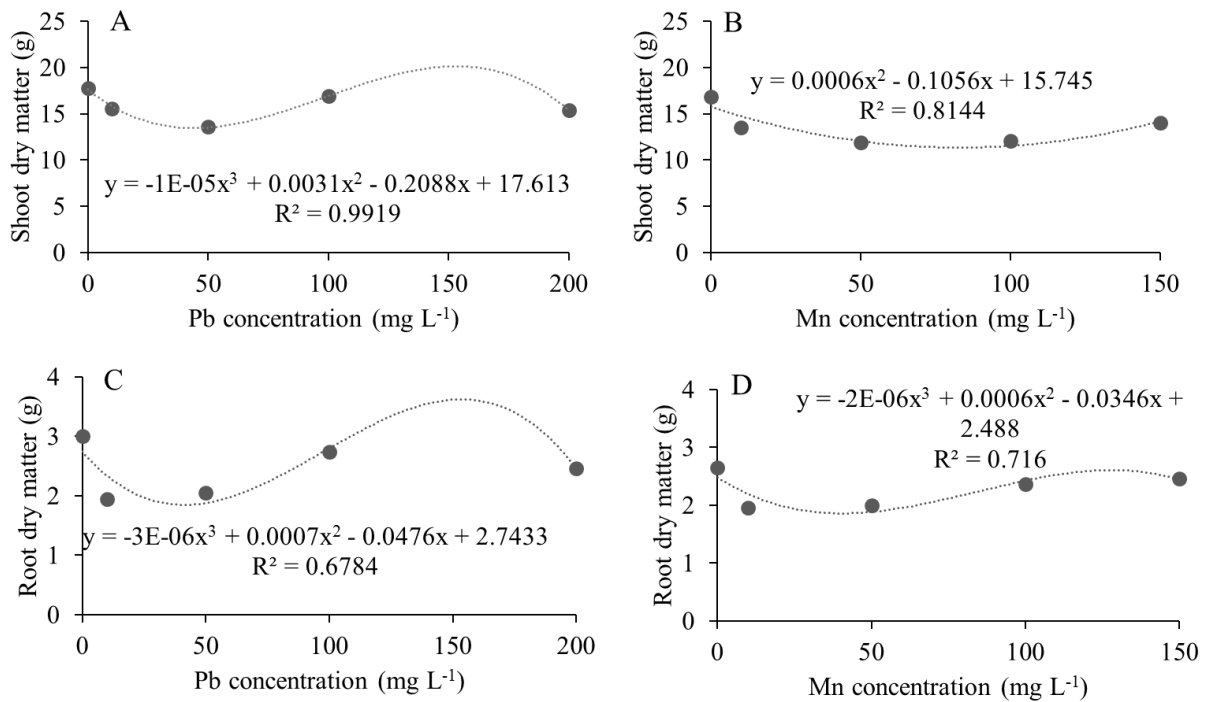 A
Shoot dry matter (g)
25
20
15
10
5
0
y = -1E-05x³ + 0.0031x² - 0.2088x + 17.613
R² = 0.9919
0 50 100 150 200
Pb concentration (mg L⁻¹)
B
Shoot dry matter (g)
25
20
15
10
5
0
y = 0.0006x² - 0.1056x + 15.745
R² = 0.8144
0 50 100 150
Mn concentration (mg L⁻¹)
C
Root dry matter (g)
4
3
2
1
0
y = -3E-06x³ + 0.0007x² - 0.0476x + 2.7433
R² = 0.6784
0 50 100 150 200
Pb concentration (mg L⁻¹)
D
Root dry matter (g)
4
3
2
1
0
y = -2E-06x³ + 0.0006x² - 0.0346x +
2.488
R² = 0.716
0 50 100 150
Mn concentration (mg L⁻¹)